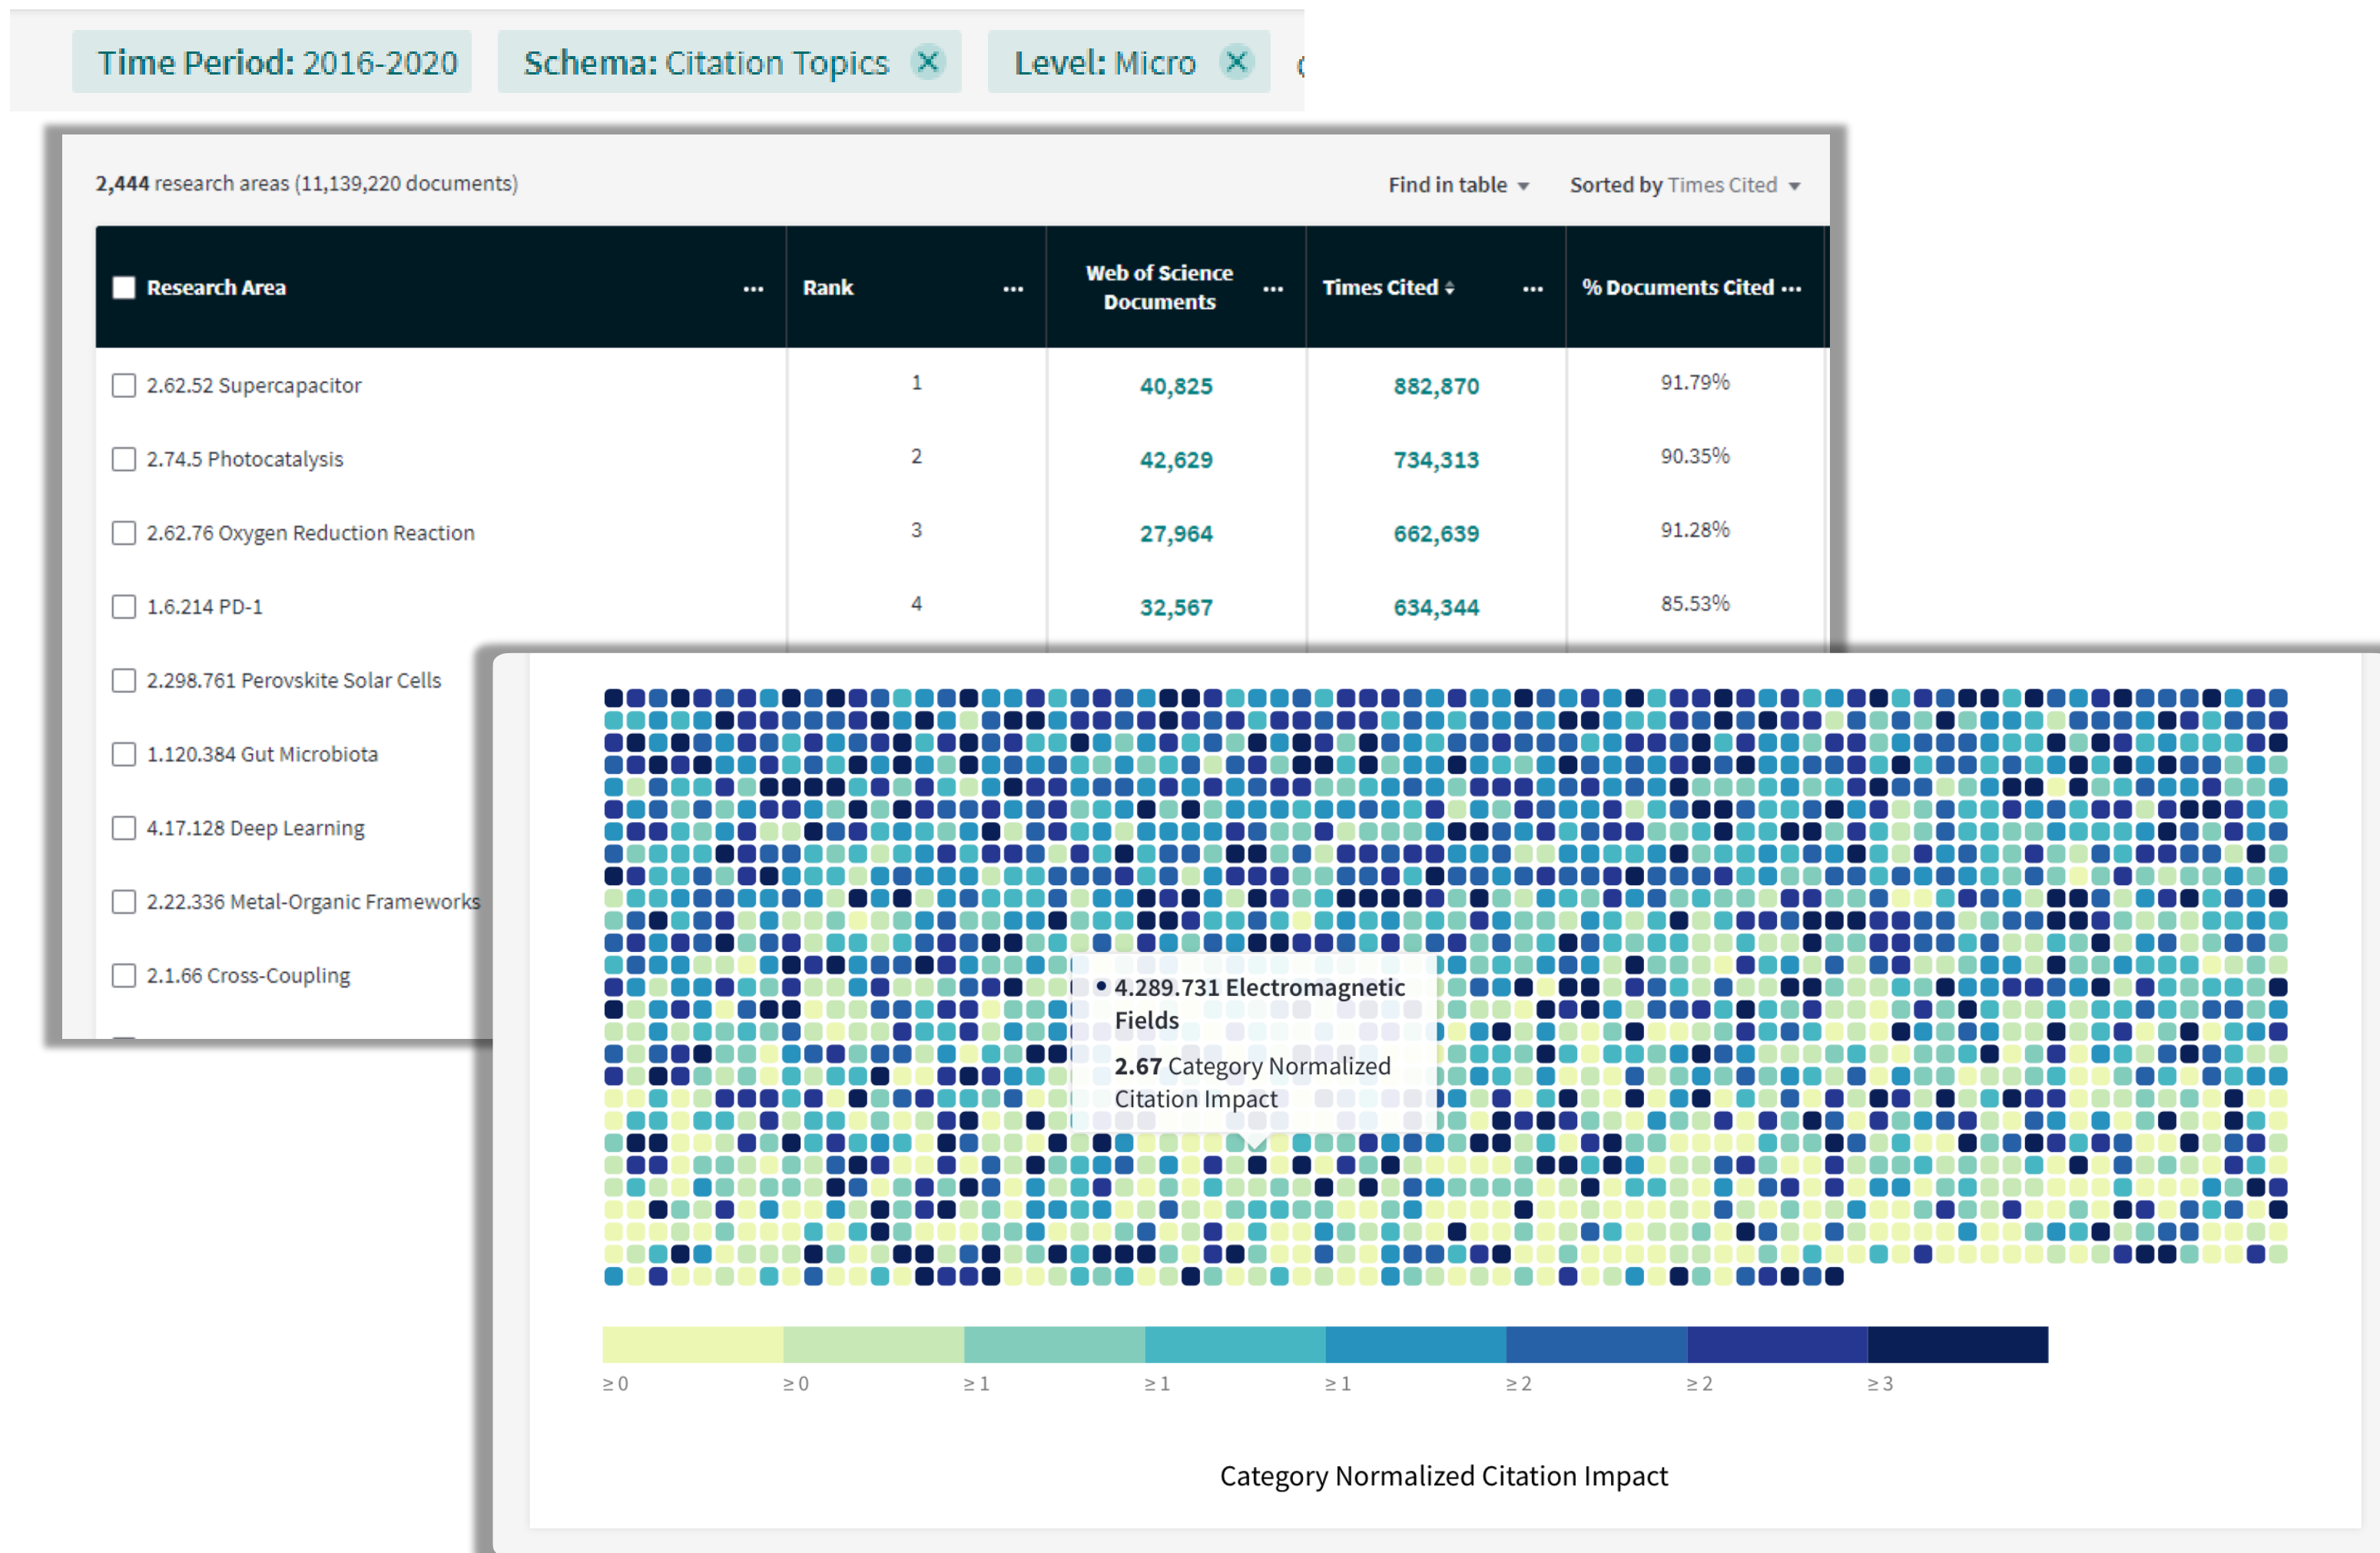 Time Period: 2016-2020 Schema: Citation Topics Level: Micro
2,444 research areas (11,139,220 documents) Find in table Sorted by Times Cited
Research Area ... Rank ... Web of Science Documents ... Times Cited ... % Documents Cited ...
2.62.52 Supercapacitor 1 40,825 882,870 91.79%
2.74.5 Photocatalysis 2 42,629 734,313 90.35%
2.62.76 Oxygen Reduction Reaction 3 27,964 662,639 91.28%
1.6.214 PD-1 4 32,567 634,344 85.53%
2.298.761 Perovskite Solar Cells
1.120.384 Gut Microbiota
4.17.128 Deep Learning
2.22.336 Metal-Organic Frameworks
2.1.66 Cross-Coupling
• 4.289.731 Electromagnetic
Fields
2.67 Category Normalized
Citation Impact
≥ 0 ≥ 0 ≥ 1 ≥ 1 ≥ 1 ≥ 2 ≥ 2 ≥ 3
Category Normalized Citation Impact